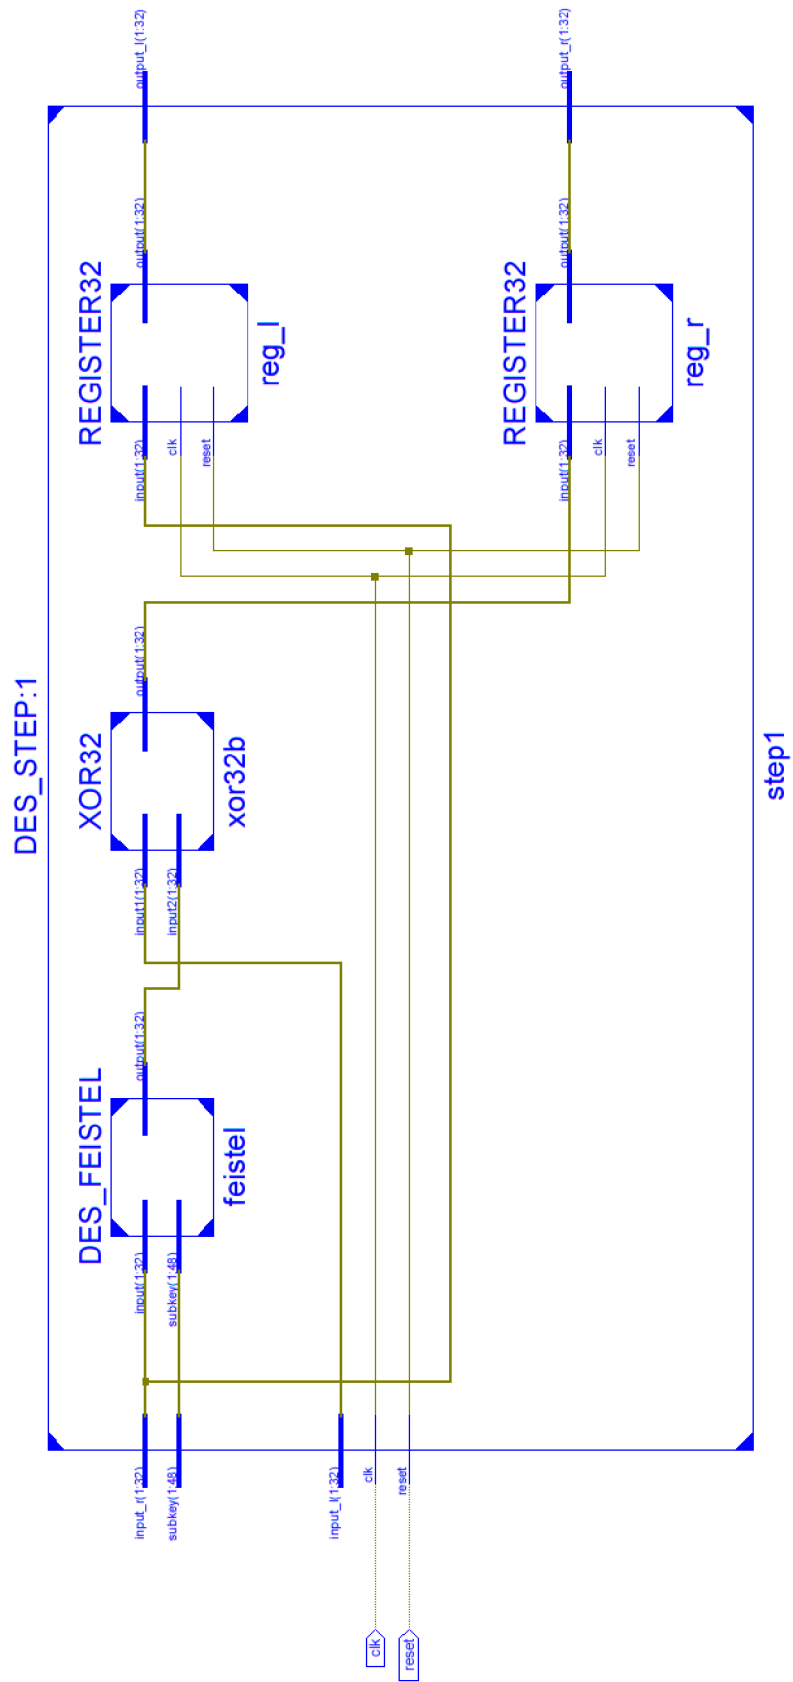 DES_STEP:1
input_r(1:32)
subkey(1:48)
input_l(1:32)
clk
reset
clk
reset
DES_FEISTEL
input(1:32)
subkey(1:48)
output(1:32)
feistel
XOR32
input1(1:32)
input2(1:32)
output(1:32)
xor32b
REGISTER32
input(1:32)
clk
reset
output(1:32)
reg_l
output_l(1:32)
REGISTER32
input(1:32)
clk
reset
output(1:32)
reg_r
output_r(1:32)
step1